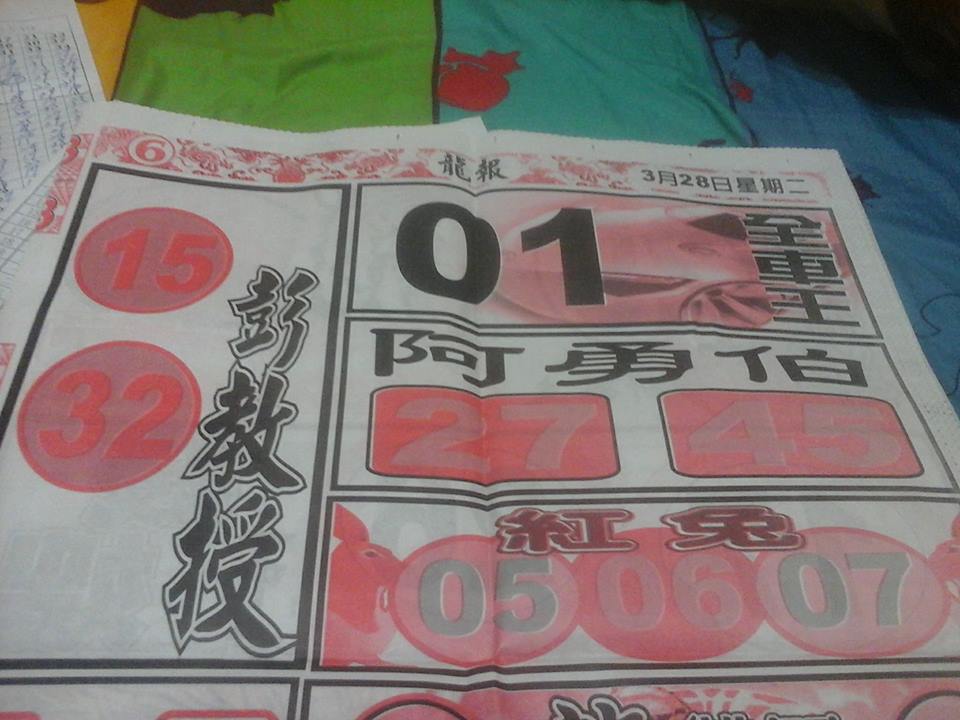 6 龍報 3月28日星期二
15
32
彭教授
01
全車王
阿勇伯
27 45
紅兔
05 06 07